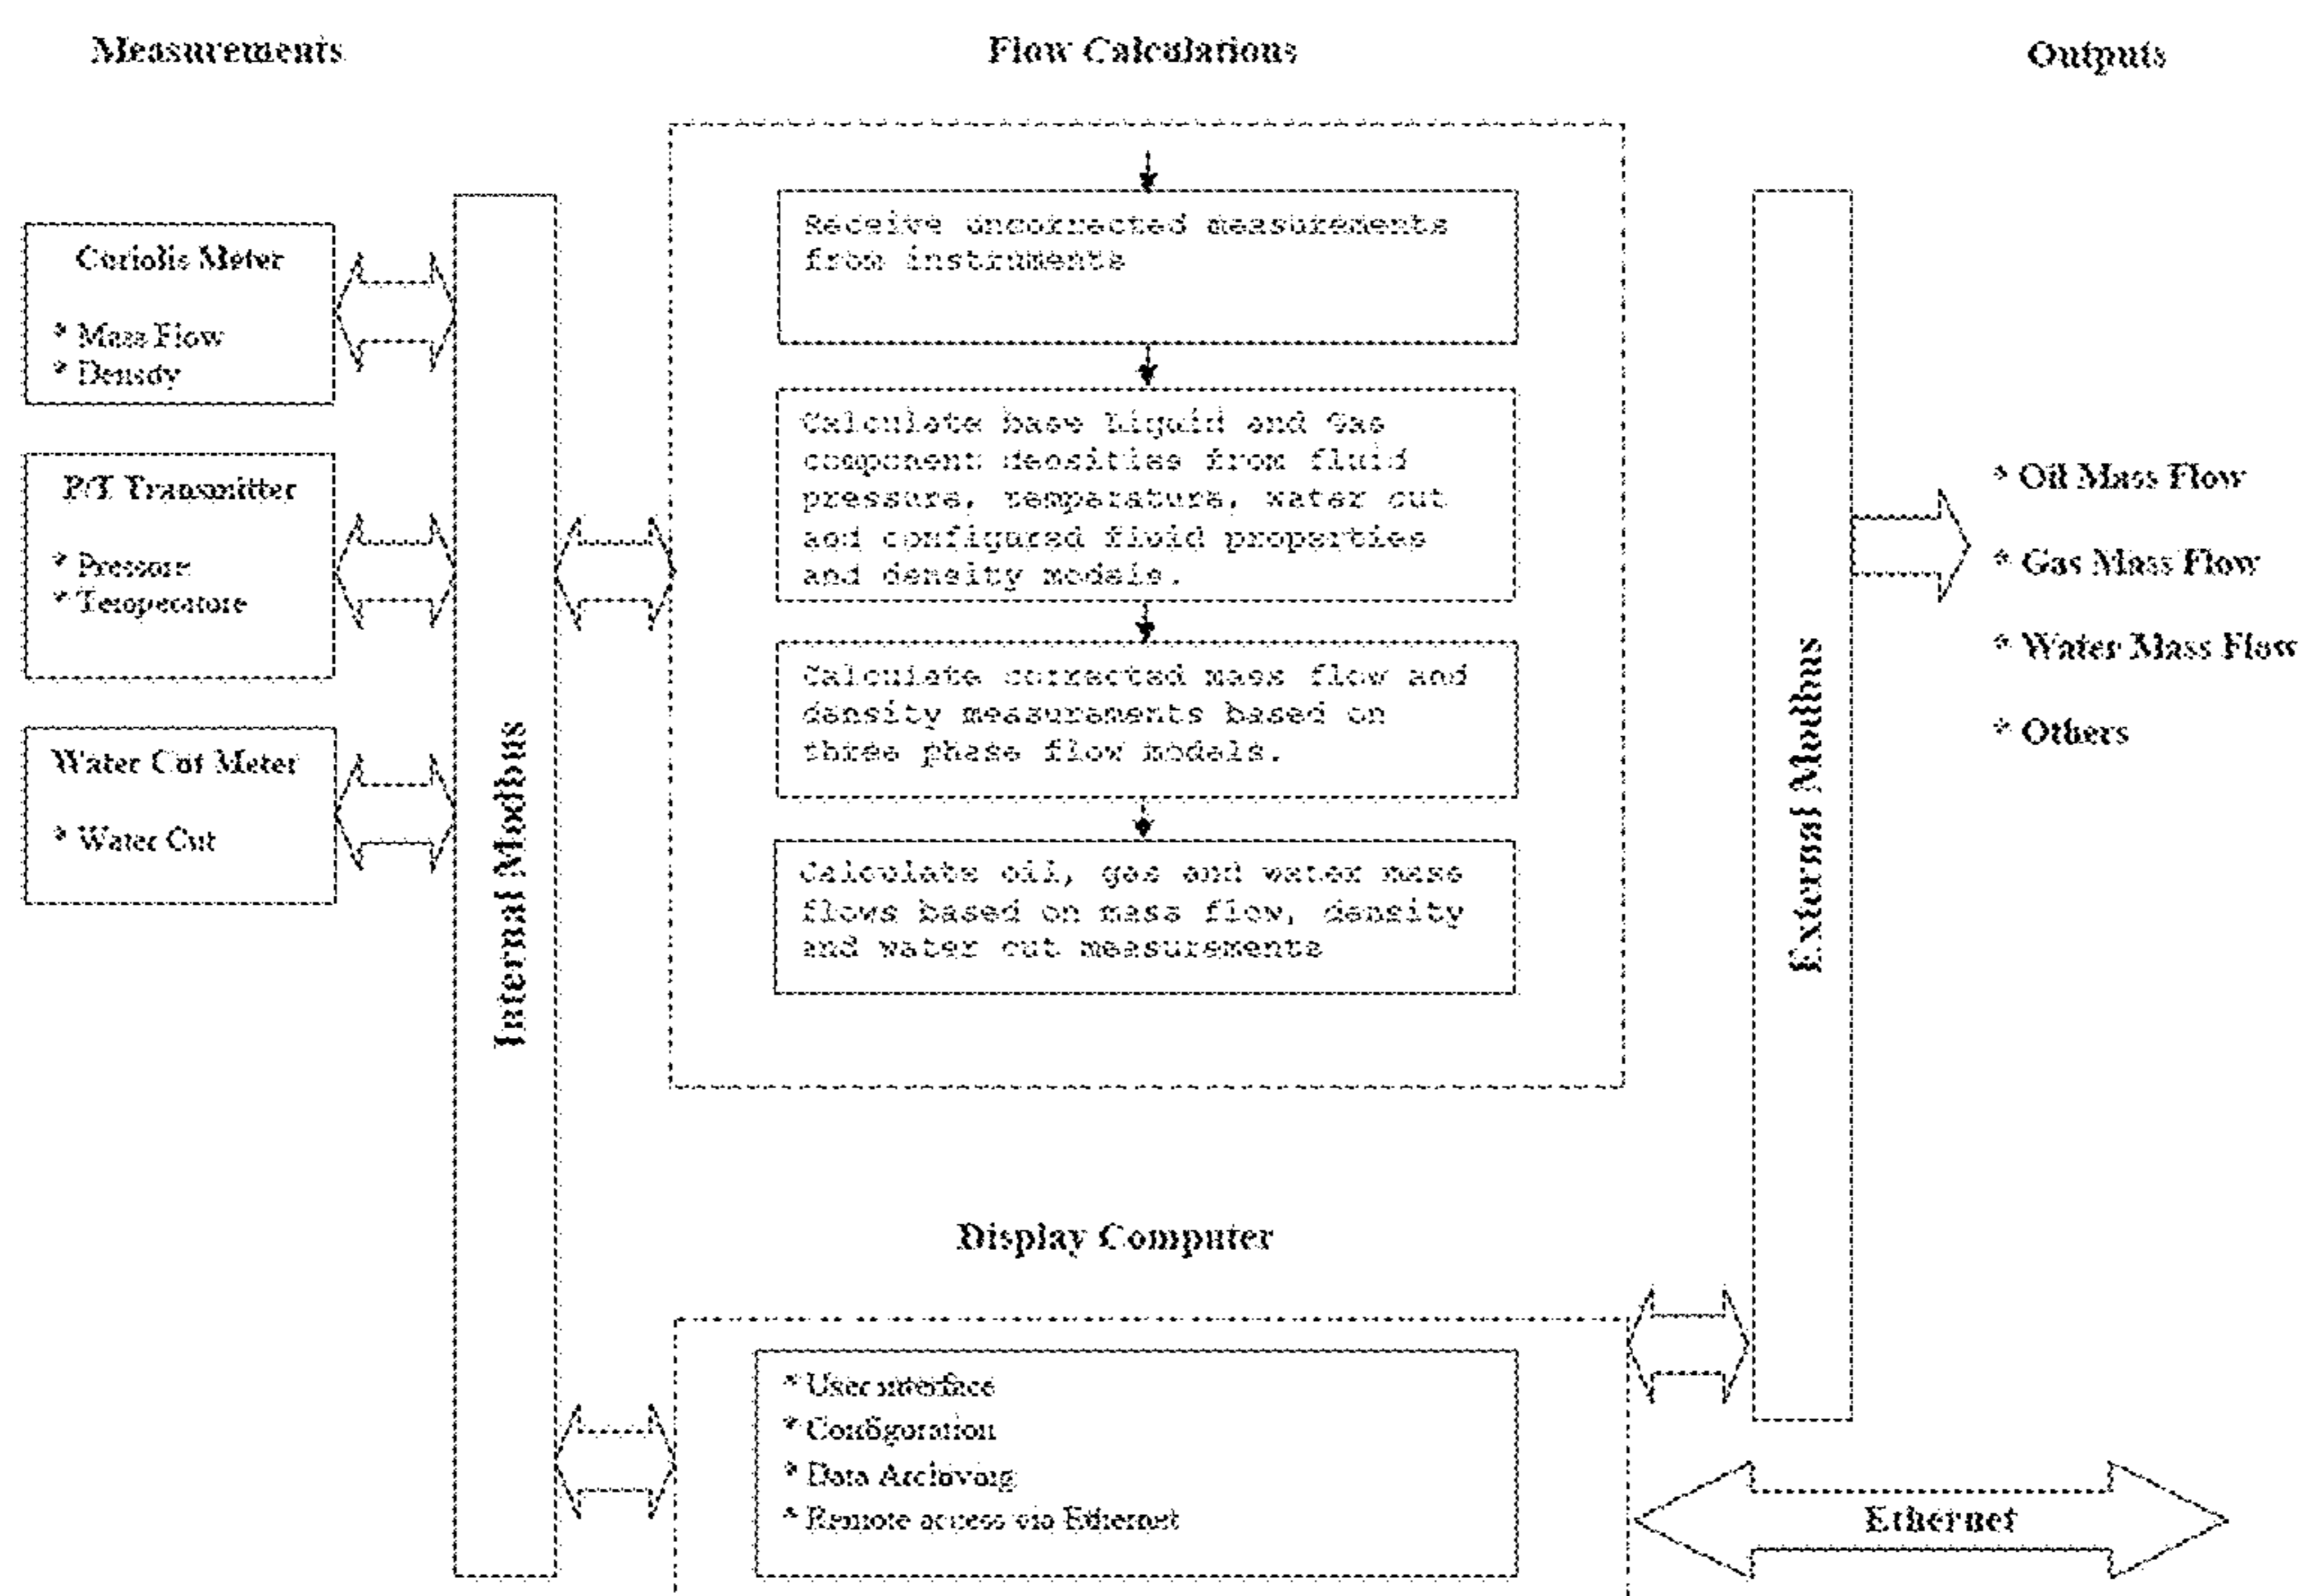 Measurements
Flow Calculations
Outputs
Coriolis Meter
* Mass Flow
* Density
P/T Transmitter
* Pressure
* Temperature
Water Cut Meter
* Water Cut
Internal Modbus
Receive uncorrected measurements
from instruments
Calculate base Liquid and Gas
component densities from fluid
pressure, temperature, water cut
and configured fluid properties
and density models.
Calculate corrected mass flow and
density measurements based on
three phase flow models.
Calculate oil, gas and water mass
flows based on mass flow, density
and water cut measurements
External Modbus
* Oil Mass Flow
* Gas Mass Flow
* Water Mass Flow
* Others
Display Computer
* User interface
* Configuration
* Data Archiving
* Remote access via Ethernet
Ethernet